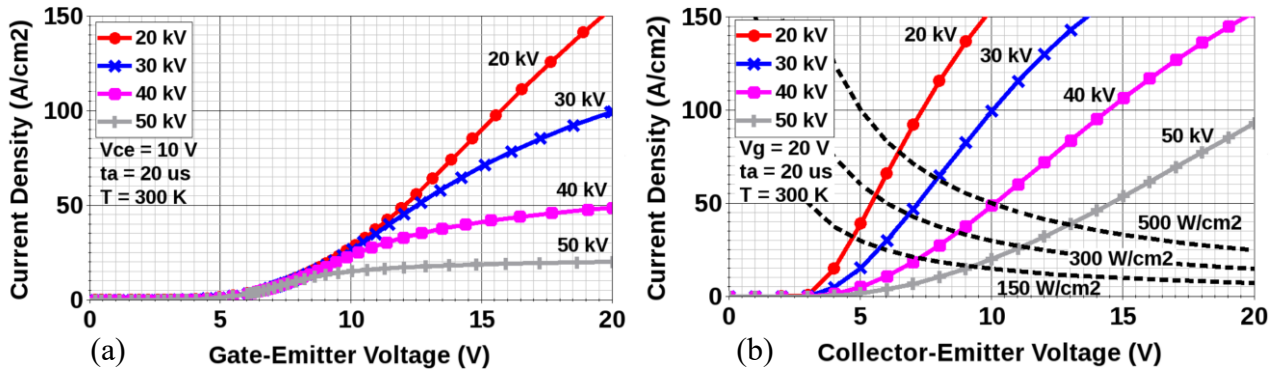 Current Density (A/cm2)
150
100
50
0
20 kV
30 kV
40 kV
50 kV
Vce = 10 V
ta = 20 us
T = 300 K
20 kV
30 kV
40 kV
50 kV
0
5
10
15
20
(a)
Gate-Emitter Voltage (V)
Current Density (A/cm2)
150
100
50
0
20 kV
30 kV
40 kV
50 kV
Vg = 20 V
ta = 20 us
T = 300 K
20 kV
30 kV
40 kV
50 kV
500 W/cm2
300 W/cm2
150 W/cm2
0
5
10
15
20
(b)
Collector-Emitter Voltage (V)